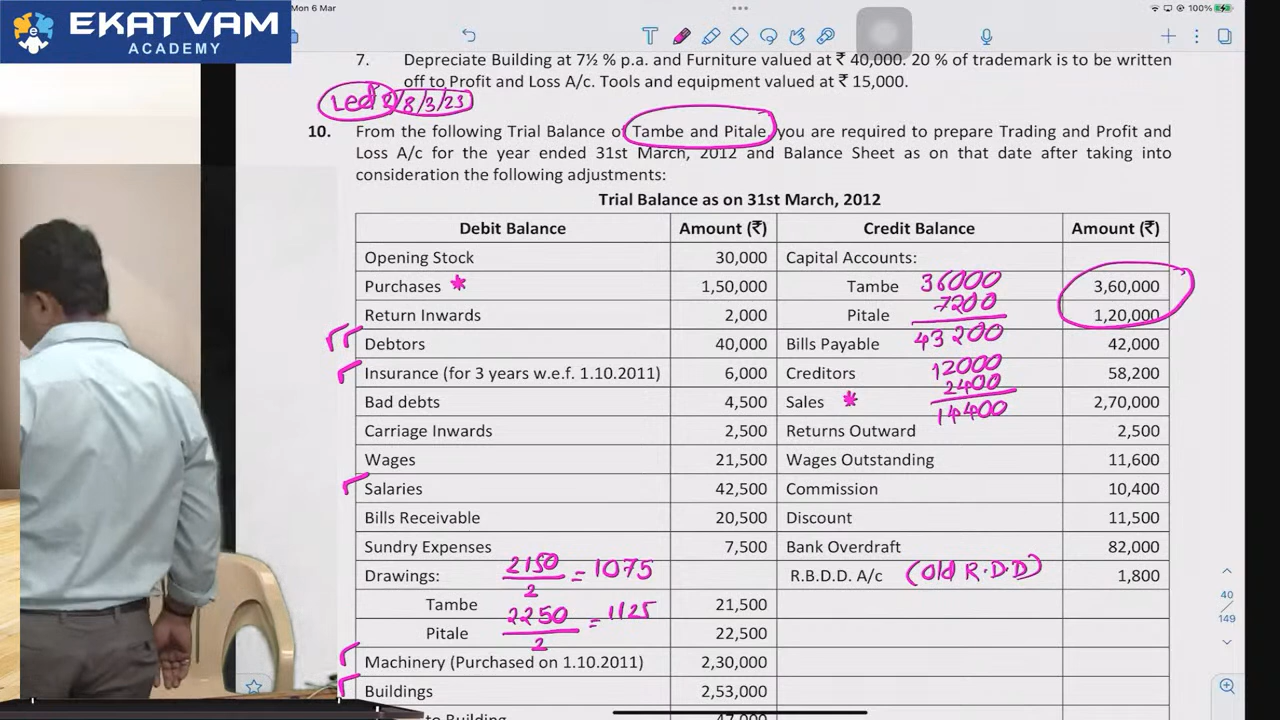 EKATVAM
ACADEMY
Mon 6 Mar
100%
7. Depreciate Building at 7½ % p.a. and Furniture valued at ₹ 40,000. 20 % of trademark is to be written
off to Profit and Loss A/c. Tools and equipment valued at ₹ 15,000.
Lec 2/8/3/23
10. From the following Trial Balance of Tambe and Pitale, you are required to prepare Trading and Profit and
Loss A/c for the year ended 31st March, 2012 and Balance Sheet as on that date after taking into
consideration the following adjustments:
Trial Balance as on 31st March, 2012
Debit Balance Amount (₹) Credit Balance Amount (₹)
Opening Stock 30,000 Capital Accounts:
Purchases * 1,50,000 Tambe 36000 3,60,000
7200
Return Inwards 2,000 Pitale 1,20,000
43200
Debtors 40,000 Bills Payable 42,000
12000
Insurance (for 3 years w.e.f. 1.10.2011) 6,000 Creditors 58,200
2400
Bad debts 4,500 Sales * 2,70,000
14400
Carriage Inwards 2,500 Returns Outward 2,500
Wages 21,500 Wages Outstanding 11,600
Salaries 42,500 Commission 10,400
Bills Receivable 20,500 Discount 11,500
Sundry Expenses 7,500 Bank Overdraft 82,000
Drawings: 2150/2 = 1075 R.B.D.D. A/c (Old R.D.D) 1,800
Tambe 21,500
2250/2 = 1125
Pitale 22,500
Machinery (Purchased on 1.10.2011) 2,30,000
Buildings 2,53,000
to Building 47,000
40
149